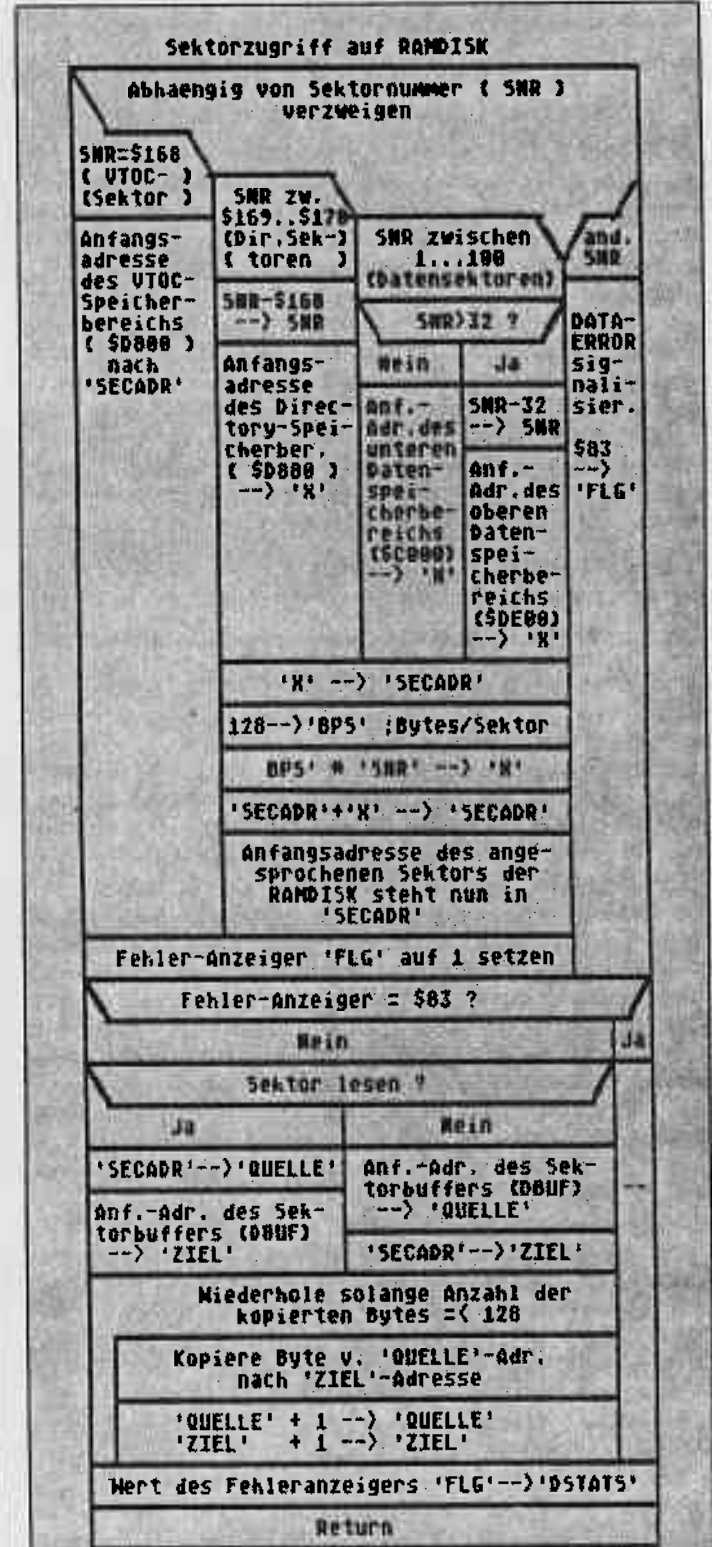 Sektorzugriff auf RAMDISK
Abhaengig von Sektornummer ( SNR )
verzweigen
SNR=$168
( VTOC- )
(Sektor )
Anfangs-
adresse
des VTOC-
Speicher-
bereichs
( $D800 )
nach
'SECADR'
SNR zw.
$169..$170
(Dir.Sek-)
( toren )
SNR-$168
--> SNR
Anfangs-
adresse
des Direc-
tory-Spei-
cherber.
( $D880 )
--> 'X'
SNR zwischen
1...100
(Datensektoren)
SNR>32 ?
Nein
Anf.-
Adr.des
unteren
Daten-
spei-
cherbe-
reichs
($C000)
--> 'X'
Ja
SNR-32
--> SNR
Anf.-
Adr.des
oberen
Daten-
spei-
cherbe-
reichs
($DE00)
--> 'X'
and.
SNR
DATA-
ERROR
sig-
nali-
sier.
$83
-->
'FLG'
'X' --> 'SECADR'
128-->'BPS' ;Bytes/Sektor
BPS' * 'SNR' --> 'X'
'SECADR'+'X' --> 'SECADR'
Anfangsadresse des ange-
sprochenen Sektors der
RAMDISK steht nun in
'SECADR'
Fehler-Anzeiger 'FLG' auf 1 setzen
Fehler-Anzeiger = $83 ?
Nein
Ja
Sektor lesen ?
Ja
Nein
'SECADR'-->'QUELLE'
Anf.-Adr. des Sek-
torbuffers (DBUF)
--> 'ZIEL'
Anf.-Adr. des Sek-
torbuffers (DBUF)
--> 'QUELLE'
'SECADR'-->'ZIEL'
--
Wiederhole solange Anzahl der
kopierten Bytes =< 128
Kopiere Byte v. 'QUELLE'-Adr.
nach 'ZIEL'-Adresse
'QUELLE' + 1 --> 'QUELLE'
'ZIEL' + 1 --> 'ZIEL'
Wert des Fehleranzeigers 'FLG'-->'DSTATS'
Return